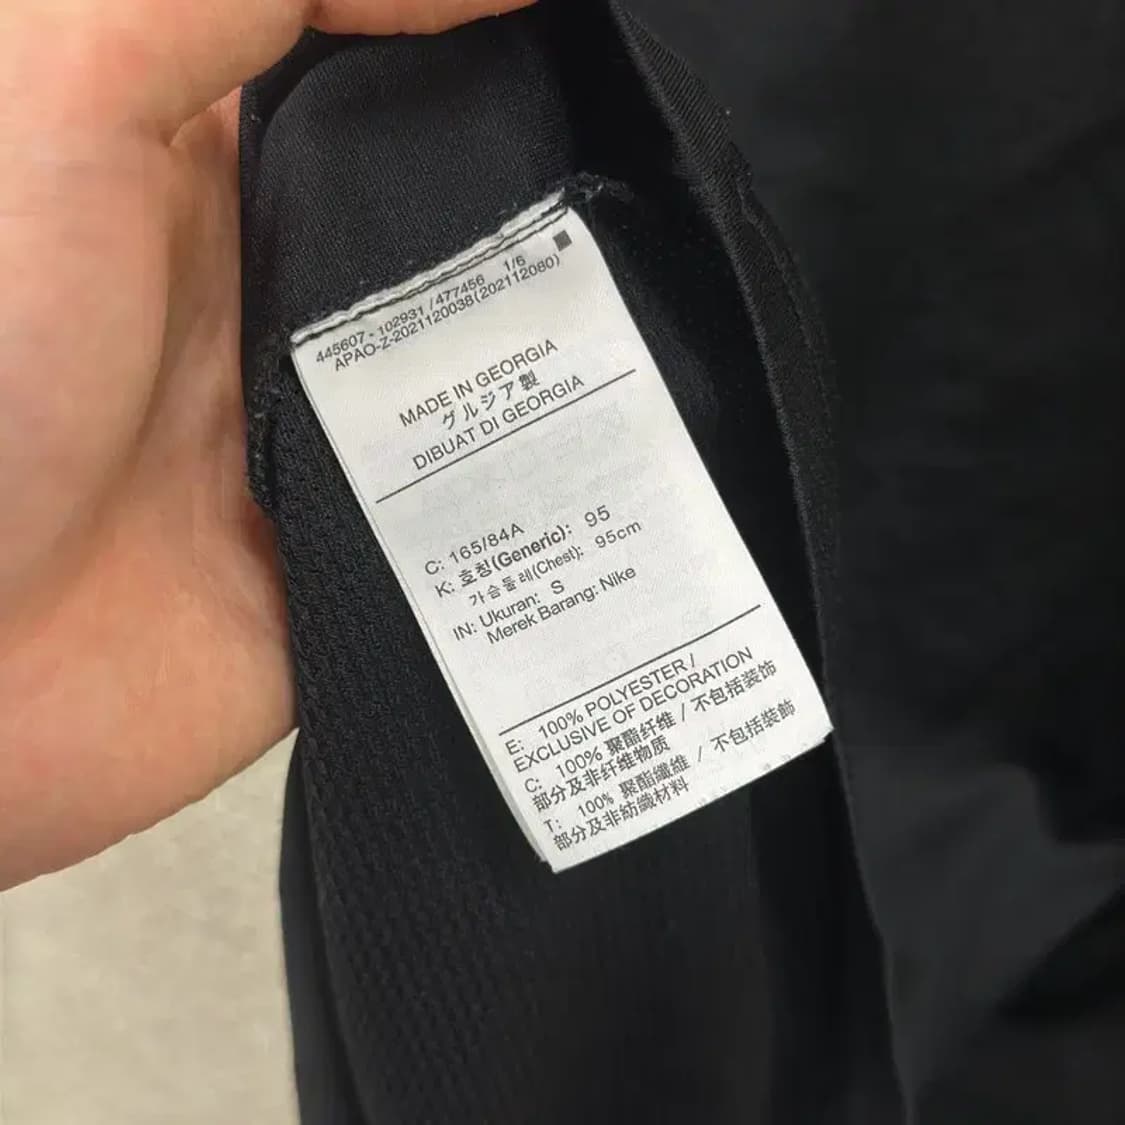 445607 - 102931 /477456 1/6
APAO-Z-2021120038(202112080)
MADE IN GEORGIA
グルジア製
DIBUAT DI GEORGIA
C: 165/84A
K: 호칭(Generic): 95
가슴둘레(Chest): 95cm
IN: Ukuran: S
Merek Barang: Nike
E: 100% POLYESTER /
EXCLUSIVE OF DECORATION
C: 100% 聚酯纤维 / 不包括装饰
部分及非纤维物质
T: 100% 聚酯纖維 / 不包括裝飾
部分及非紡織材料